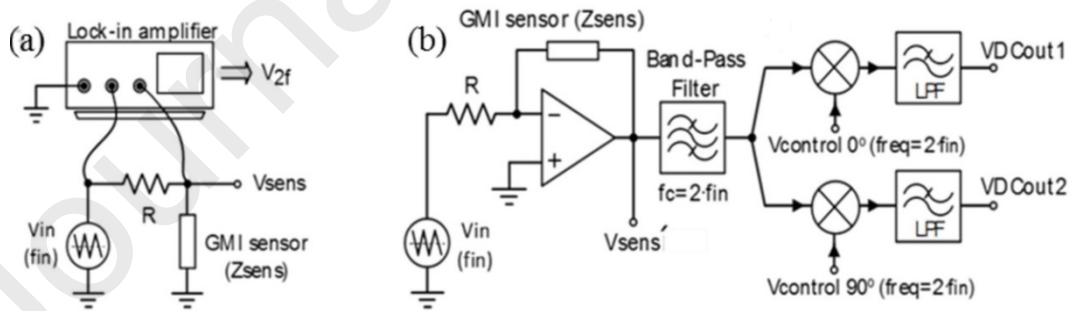 (a)
Lock-in amplifier
V2f
Vsens
R
Vin
(fin)
GMI sensor
(Zsens)
(b)
GMI sensor (Zsens)
R
−
+
Vin
(fin)
Vsens'
Band-Pass
Filter
fc=2·fin
LPF
VDCout1
Vcontrol 0º (freq=2·fin)
LPF
VDCout2
Vcontrol 90º (freq=2·fin)